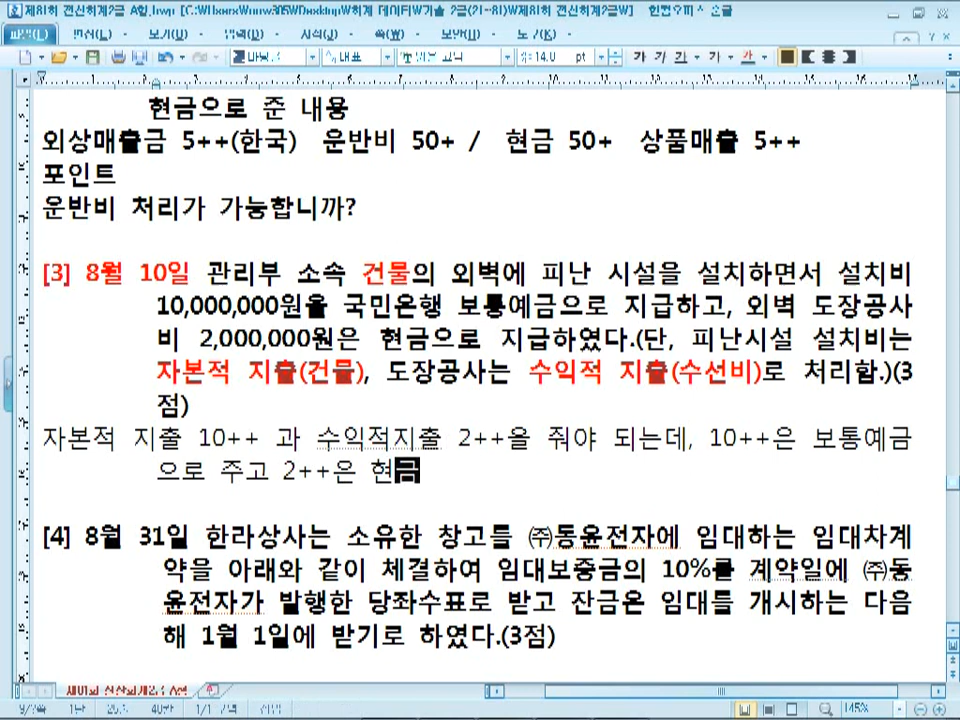 현금으로 준 내용
외상매출금 5++(한국) 운반비 50+ / 현금 50+ 상품매출 5++
포인트
운반비 처리가 가능합니까?
[3] 8월 10일 관리부 소속 건물의 외벽에 피난 시설을 설치하면서 설치비
10,000,000원을 국민은행 보통예금으로 지급하고, 외벽 도장공사
비 2,000,000원은 현금으로 지급하였다.(단, 피난시설 설치비는
자본적 지출(건물), 도장공사는 수익적 지출(수선비)로 처리함.)(3
점)
자본적 지출 10++ 과 수익적지출 2++을 줘야 되는데, 10++은 보통예금
으로 주고 2++은 현금
[4] 8월 31일 한라상사는 소유한 창고를 ㈜동윤전자에 임대하는 임대차계
약을 아래와 같이 체결하여 임대보증금의 10%를 계약일에 ㈜동
윤전자가 발행한 당좌수표로 받고 잔금은 임대를 개시하는 다음
해 1월 1일에 받기로 하였다.(3점)
145%